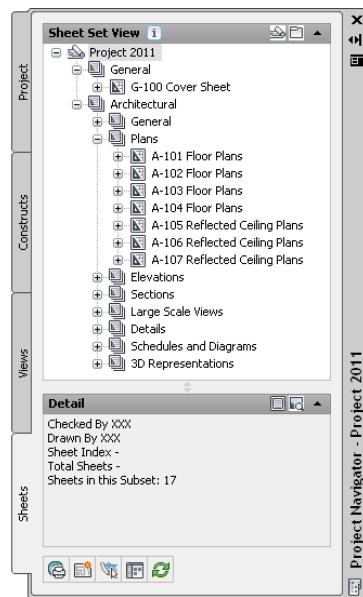 Sheet Set View
Project 2011
General
G-100 Cover Sheet
Architectural
General
Plans
A-101 Floor Plans
A-102 Floor Plans
A-103 Floor Plans
A-104 Floor Plans
A-105 Reflected Ceiling Plans
A-106 Reflected Ceiling Plans
A-107 Reflected Ceiling Plans
Elevations
Sections
Large Scale Views
Details
Schedules and Diagrams
3D Representations
Detail
Checked By XXX
Drawn By XXX
Sheet Index -
Total Sheets -
Sheets in this Subset: 17
Project
Constructs
Views
Sheets
Project Navigator - Project 2011